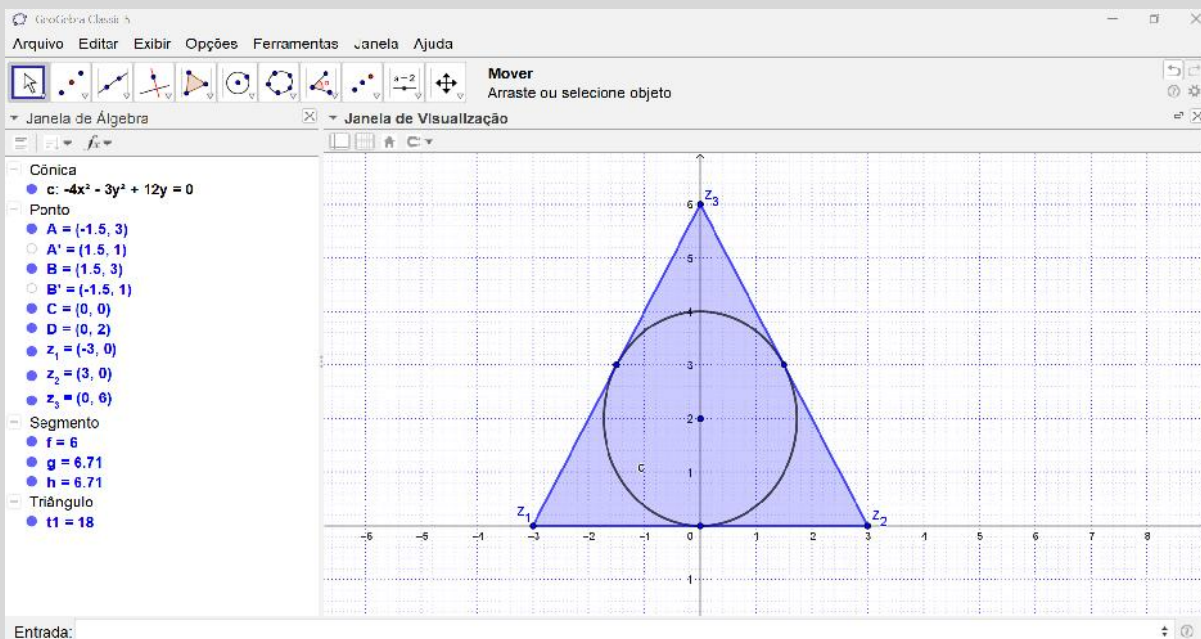 GeoGebra Classic 5
Arquivo Editar Exibir Opções Ferramentas Janela Ajuda
a=2
Mover
Arraste ou selecione objeto
Janela de Álgebra
Janela de Visualização
fx
Cônica
c: -4x² - 3y² + 12y = 0
Ponto
A = (-1.5, 3)
A' = (1.5, 1)
B = (1.5, 3)
B' = (-1.5, 1)
C = (0, 0)
D = (0, 2)
z₁ = (-3, 0)
z₂ = (3, 0)
z₃ = (0, 6)
Segmento
f = 6
g = 6.71
h = 6.71
Triângulo
t1 = 18
z₃
6
5
4
3
2
c
1
z₁
z₂
-6 -5 -4 -3 -2 -1 0 1 2 3 4 5 6 7 8
-1
Entrada: